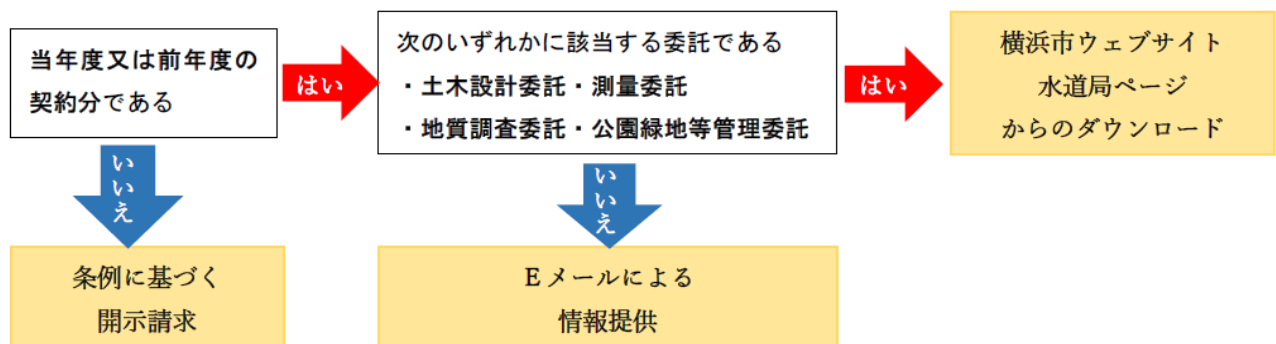 当年度又は前年度の
契約分である
はい
次のいずれかに該当する委託である
・土木設計委託・測量委託
・地質調査委託・公園緑地等管理委託
はい
横浜市ウェブサイト
水道局ページ
からのダウンロード
いいえ
いいえ
条例に基づく
開示請求
Eメールによる
情報提供